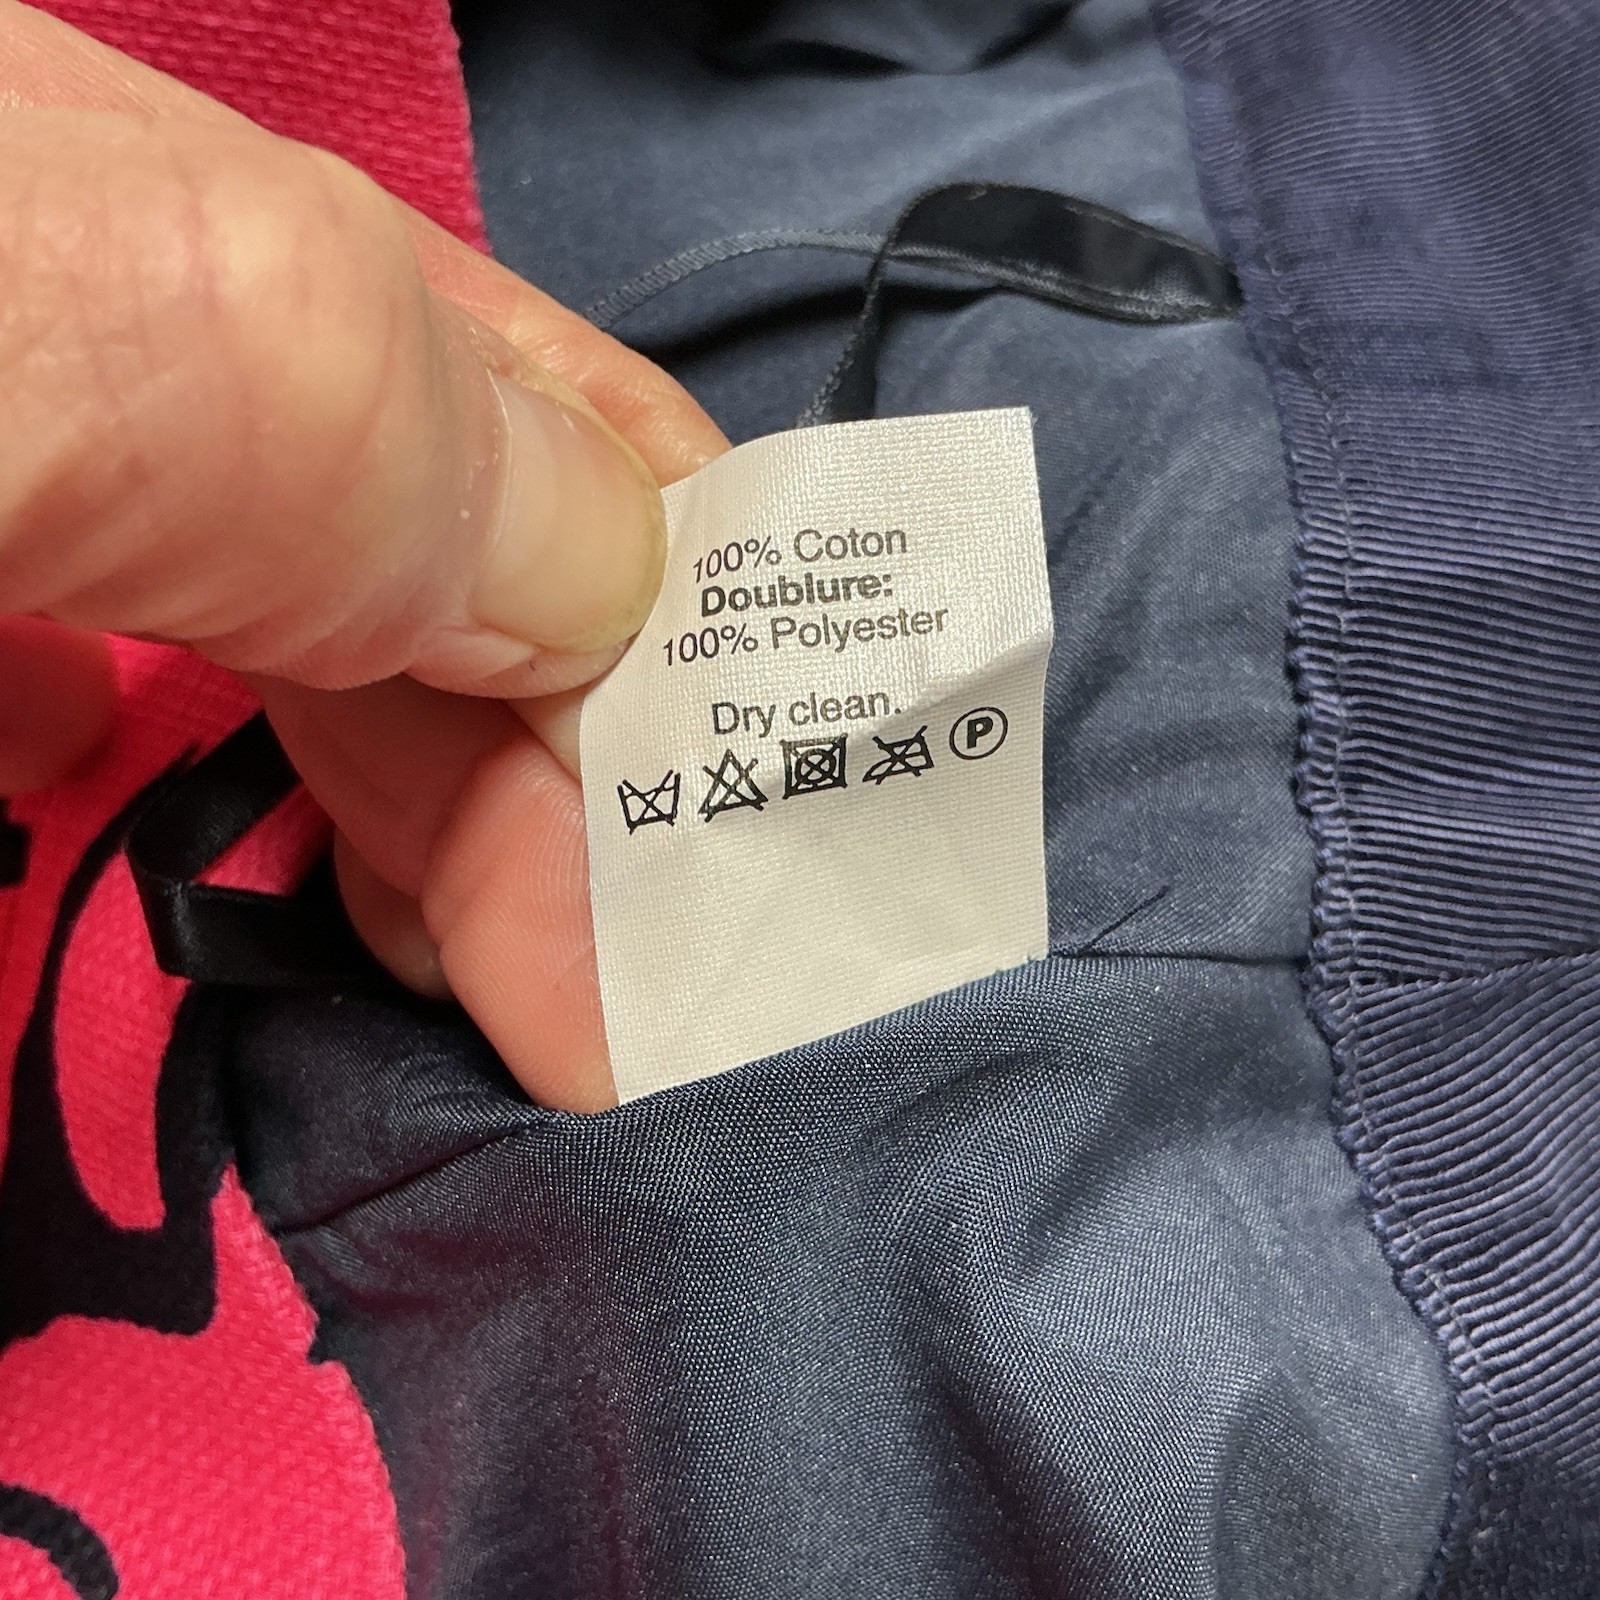 100% Coton
Doublure:
100% Polyester
Dry clean.
P